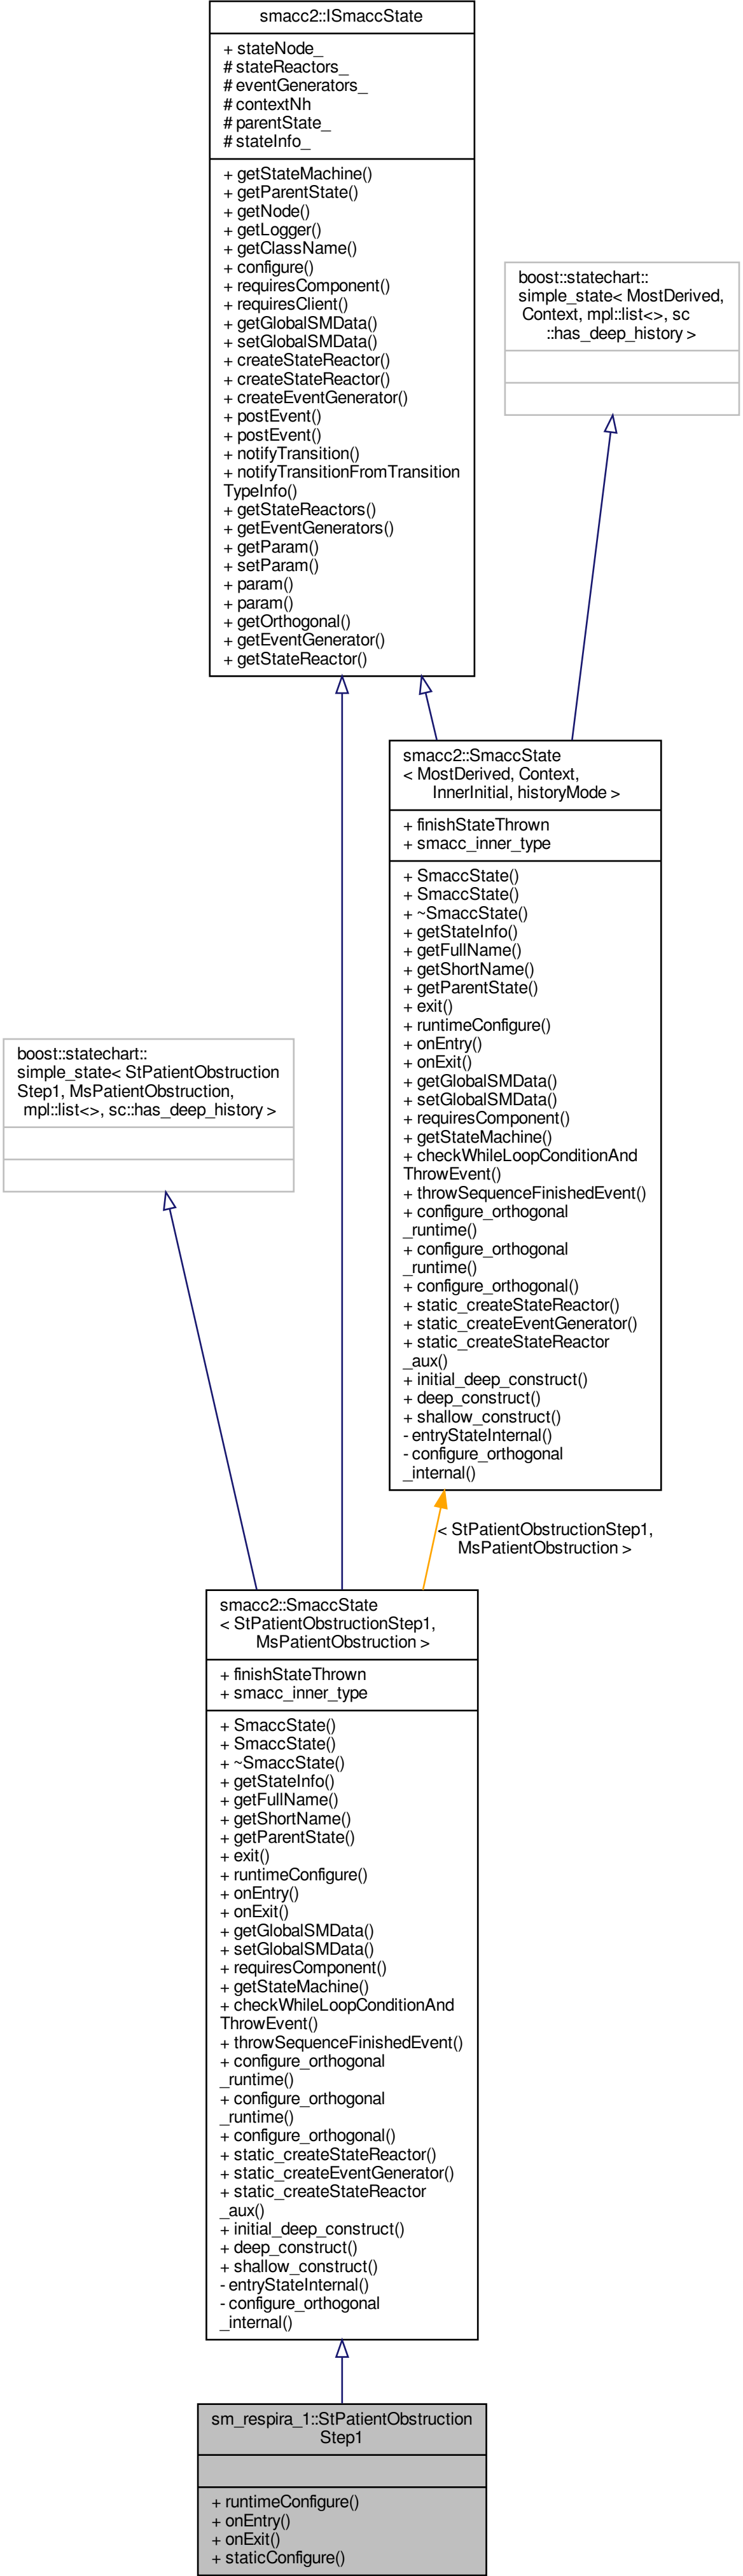 smacc2::ISmaccState
+ stateNode_
# stateReactors_
# eventGenerators_
# contextNh
# parentState_
# stateInfo_
+ getStateMachine()
+ getParentState()
+ getNode()
+ getLogger()
+ getClassName()
+ configure()
+ requiresComponent()
+ requiresClient()
+ getGlobalSMData()
+ setGlobalSMData()
+ createStateReactor()
+ createStateReactor()
+ createEventGenerator()
+ postEvent()
+ postEvent()
+ notifyTransition()
+ notifyTransitionFromTransition
TypeInfo()
+ getStateReactors()
+ getEventGenerators()
+ getParam()
+ setParam()
+ param()
+ param()
+ getOrthogonal()
+ getEventGenerator()
+ getStateReactor()
boost::statechart::
simple_state< MostDerived,
Context, mpl::list<>, sc
::has_deep_history >
smacc2::SmaccState
< MostDerived, Context,
InnerInitial, historyMode >
+ finishStateThrown
+ smacc_inner_type
+ SmaccState()
+ SmaccState()
+ ~SmaccState()
+ getStateInfo()
+ getFullName()
+ getShortName()
+ getParentState()
+ exit()
+ runtimeConfigure()
+ onEntry()
+ onExit()
+ getGlobalSMData()
+ setGlobalSMData()
+ requiresComponent()
+ getStateMachine()
+ checkWhileLoopConditionAnd
ThrowEvent()
+ throwSequenceFinishedEvent()
+ configure_orthogonal
_runtime()
+ configure_orthogonal
_runtime()
+ configure_orthogonal()
+ static_createStateReactor()
+ static_createEventGenerator()
+ static_createStateReactor
_aux()
+ initial_deep_construct()
+ deep_construct()
+ shallow_construct()
- entryStateInternal()
- configure_orthogonal
_internal()
boost::statechart::
simple_state< StPatientObstruction
Step1, MsPatientObstruction,
mpl::list<>, sc::has_deep_history >
< StPatientObstructionStep1,
MsPatientObstruction >
smacc2::SmaccState
< StPatientObstructionStep1,
MsPatientObstruction >
+ finishStateThrown
+ smacc_inner_type
+ SmaccState()
+ SmaccState()
+ ~SmaccState()
+ getStateInfo()
+ getFullName()
+ getShortName()
+ getParentState()
+ exit()
+ runtimeConfigure()
+ onEntry()
+ onExit()
+ getGlobalSMData()
+ setGlobalSMData()
+ requiresComponent()
+ getStateMachine()
+ checkWhileLoopConditionAnd
ThrowEvent()
+ throwSequenceFinishedEvent()
+ configure_orthogonal
_runtime()
+ configure_orthogonal
_runtime()
+ configure_orthogonal()
+ static_createStateReactor()
+ static_createEventGenerator()
+ static_createStateReactor
_aux()
+ initial_deep_construct()
+ deep_construct()
+ shallow_construct()
- entryStateInternal()
- configure_orthogonal
_internal()
sm_respira_1::StPatientObstruction
Step1
+ runtimeConfigure()
+ onEntry()
+ onExit()
+ staticConfigure()